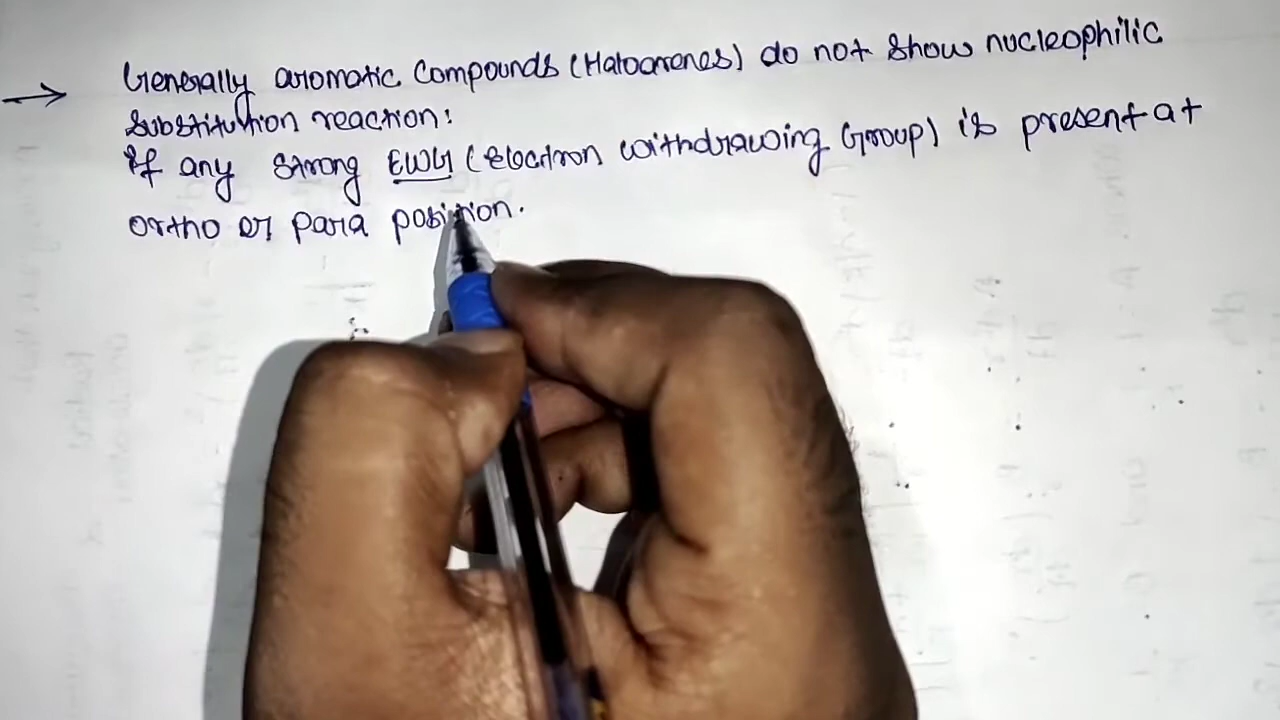 → Generally aromatic compounds (Haloarenes) do not show nucleophilic
substitution reaction:
If any strong EWG (electron withdrawing Group) is present at
ortho or para position.